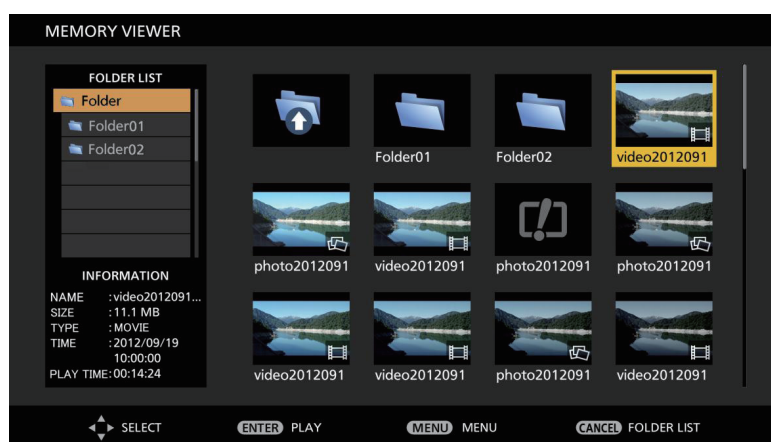 MEMORY VIEWER
FOLDER LIST
Folder
Folder01
Folder02
INFORMATION
NAME :video2012091...
SIZE :11.1 MB
TYPE :MOVIE
TIME :2012/09/19
10:00:00
PLAY TIME:00:14:24
Folder01 Folder02 video2012091
photo2012091 video2012091 photo2012091 photo2012091
video2012091 video2012091 photo2012091 video2012091
SELECT ENTER PLAY MENU MENU CANCEL FOLDER LIST